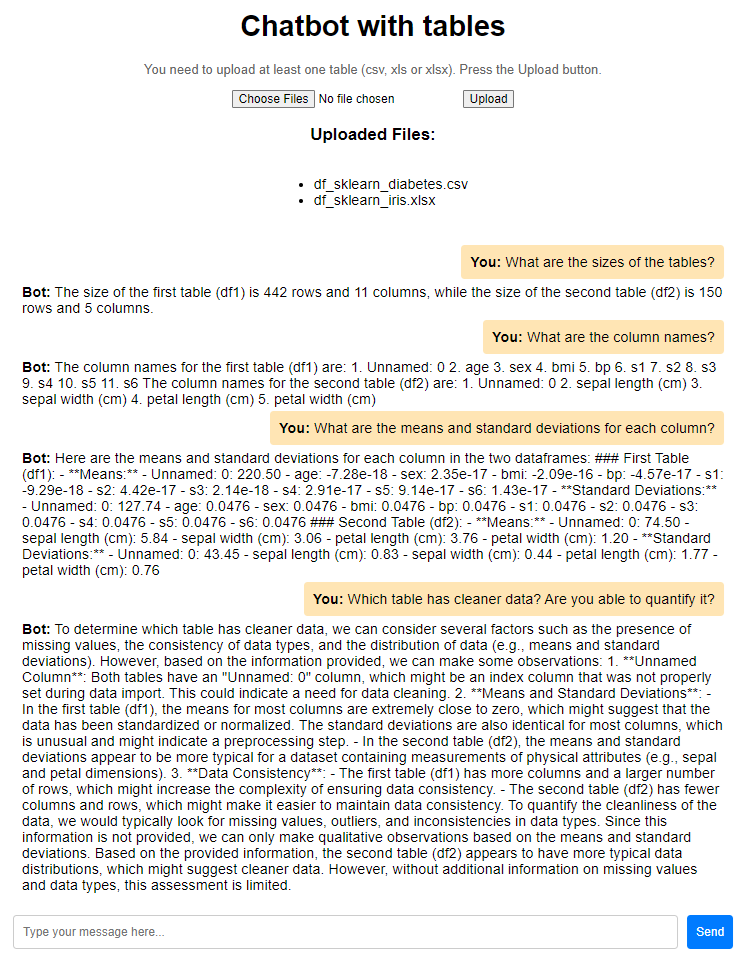 Chatbot with tables
You need to upload at least one table (csv, xls or xlsx). Press the Upload button.
Choose Files No file chosen Upload
Uploaded Files:
• df_sklearn_diabetes.csv
• df_sklearn_iris.xlsx
You: What are the sizes of the tables?
Bot: The size of the first table (df1) is 442 rows and 11 columns, while the size of the second table (df2) is 150
rows and 5 columns.
You: What are the column names?
Bot: The column names for the first table (df1) are: 1. Unnamed: 0 2. age 3. sex 4. bmi 5. bp 6. s1 7. s2 8. s3
9. s4 10. s5 11. s6 The column names for the second table (df2) are: 1. Unnamed: 0 2. sepal length (cm) 3.
sepal width (cm) 4. petal length (cm) 5. petal width (cm)
You: What are the means and standard deviations for each column?
Bot: Here are the means and standard deviations for each column in the two dataframes: ### First Table
(df1): - **Means:** - Unnamed: 0: 220.50 - age: -7.28e-18 - sex: 2.35e-17 - bmi: -2.09e-16 - bp: -4.57e-17 - s1:
-9.29e-18 - s2: 4.42e-17 - s3: 2.14e-18 - s4: 2.91e-17 - s5: 9.14e-17 - s6: 1.43e-17 - **Standard Deviations:**
- Unnamed: 0: 127.74 - age: 0.0476 - sex: 0.0476 - bmi: 0.0476 - bp: 0.0476 - s1: 0.0476 - s2: 0.0476 - s3:
0.0476 - s4: 0.0476 - s5: 0.0476 - s6: 0.0476 ### Second Table (df2): - **Means:** - Unnamed: 0: 74.50 -
sepal length (cm): 5.84 - sepal width (cm): 3.06 - petal length (cm): 3.76 - petal width (cm): 1.20 - **Standard
Deviations:** - Unnamed: 0: 43.45 - sepal length (cm): 0.83 - sepal width (cm): 0.44 - petal length (cm): 1.77 -
petal width (cm): 0.76
You: Which table has cleaner data? Are you able to quantify it?
Bot: To determine which table has cleaner data, we can consider several factors such as the presence of
missing values, the consistency of data types, and the distribution of data (e.g., means and standard
deviations). However, based on the information provided, we can make some observations: 1. **Unnamed
Column**: Both tables have an "Unnamed: 0" column, which might be an index column that was not properly
set during data import. This could indicate a need for data cleaning. 2. **Means and Standard Deviations**: -
In the first table (df1), the means for most columns are extremely close to zero, which might suggest that the
data has been standardized or normalized. The standard deviations are also identical for most columns, which
is unusual and might indicate a preprocessing step. - In the second table (df2), the means and standard
deviations appear to be more typical for a dataset containing measurements of physical attributes (e.g., sepal
and petal dimensions). 3. **Data Consistency**: - The first table (df1) has more columns and a larger number
of rows, which might increase the complexity of ensuring data consistency. - The second table (df2) has fewer
columns and rows, which might make it easier to maintain data consistency. To quantify the cleanliness of the
data, we would typically look for missing values, outliers, and inconsistencies in data types. Since this
information is not provided, we can only make qualitative observations based on the means and standard
deviations. Based on the provided information, the second table (df2) appears to have more typical data
distributions, which might suggest cleaner data. However, without additional information on missing values
and data types, this assessment is limited.
Type your message here... Send